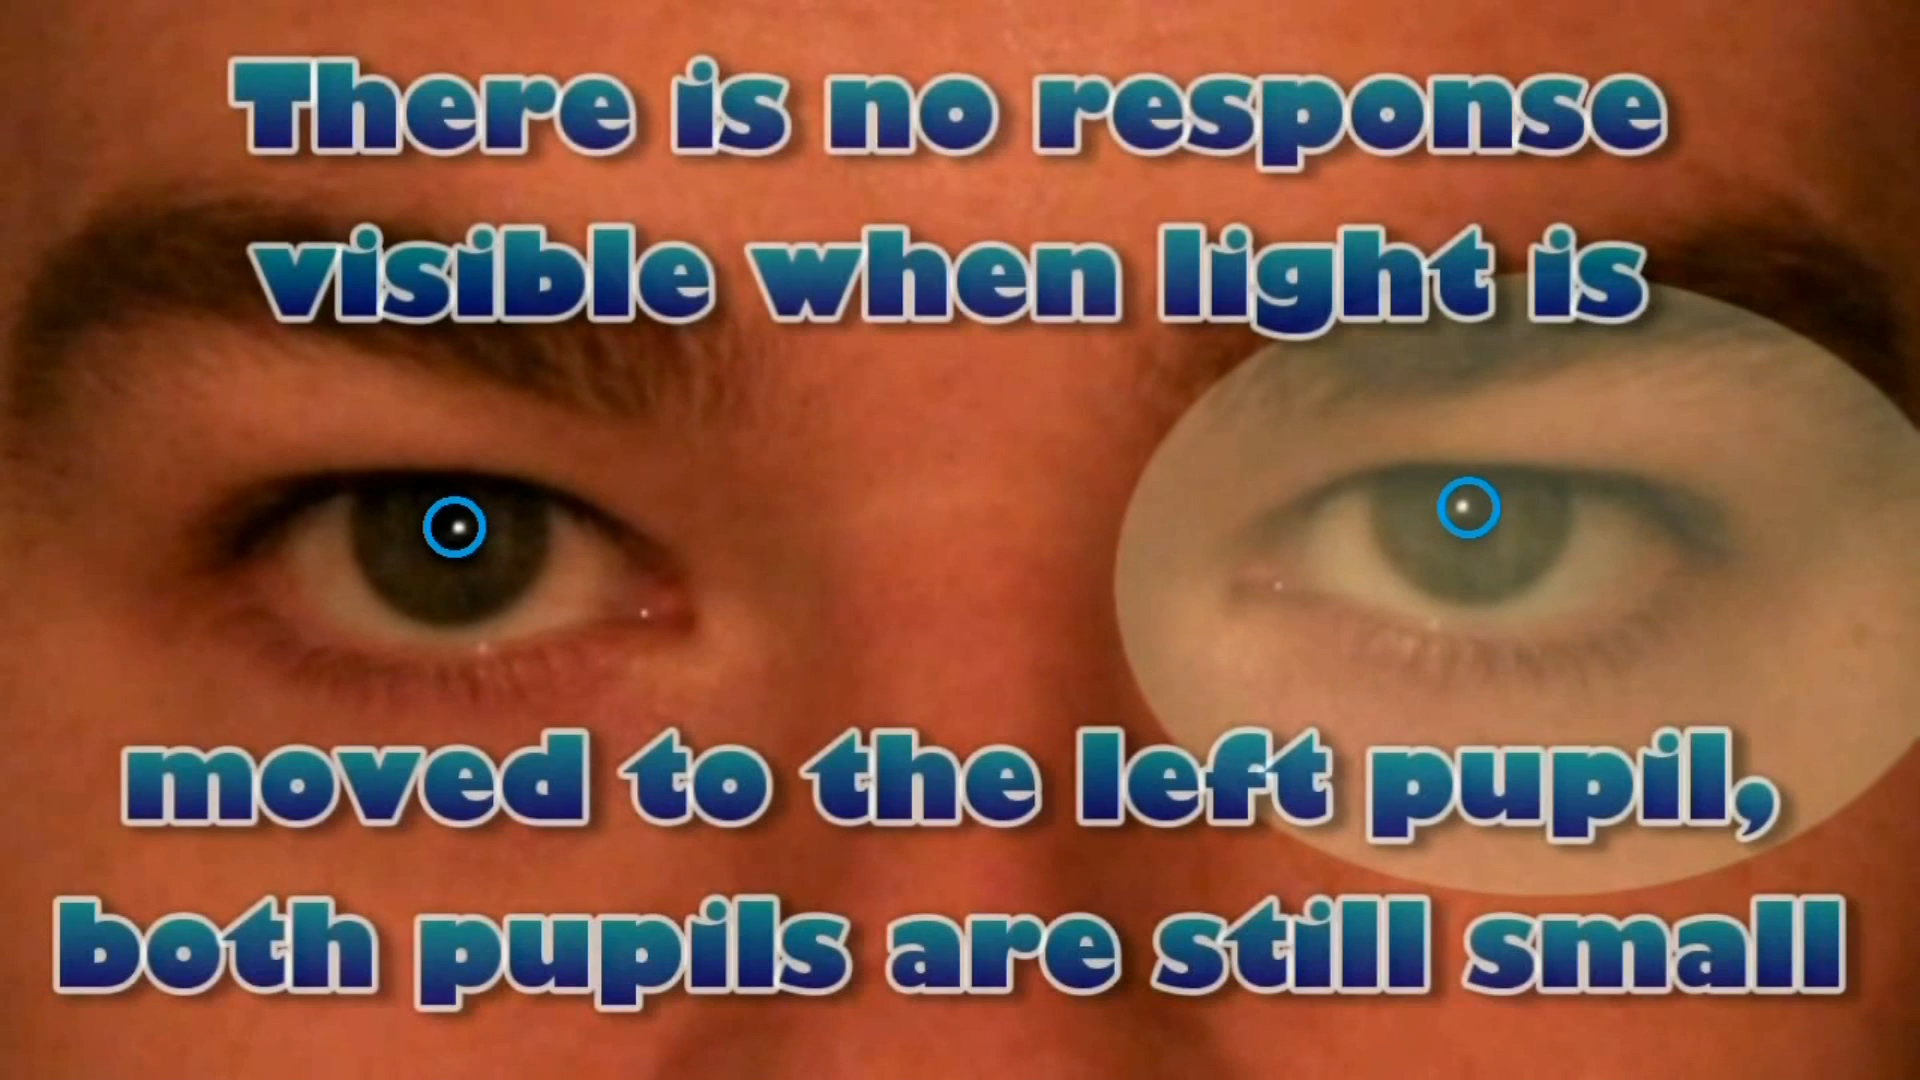 There is no response
visible when light is
moved to the left pupil,
both pupils are still small